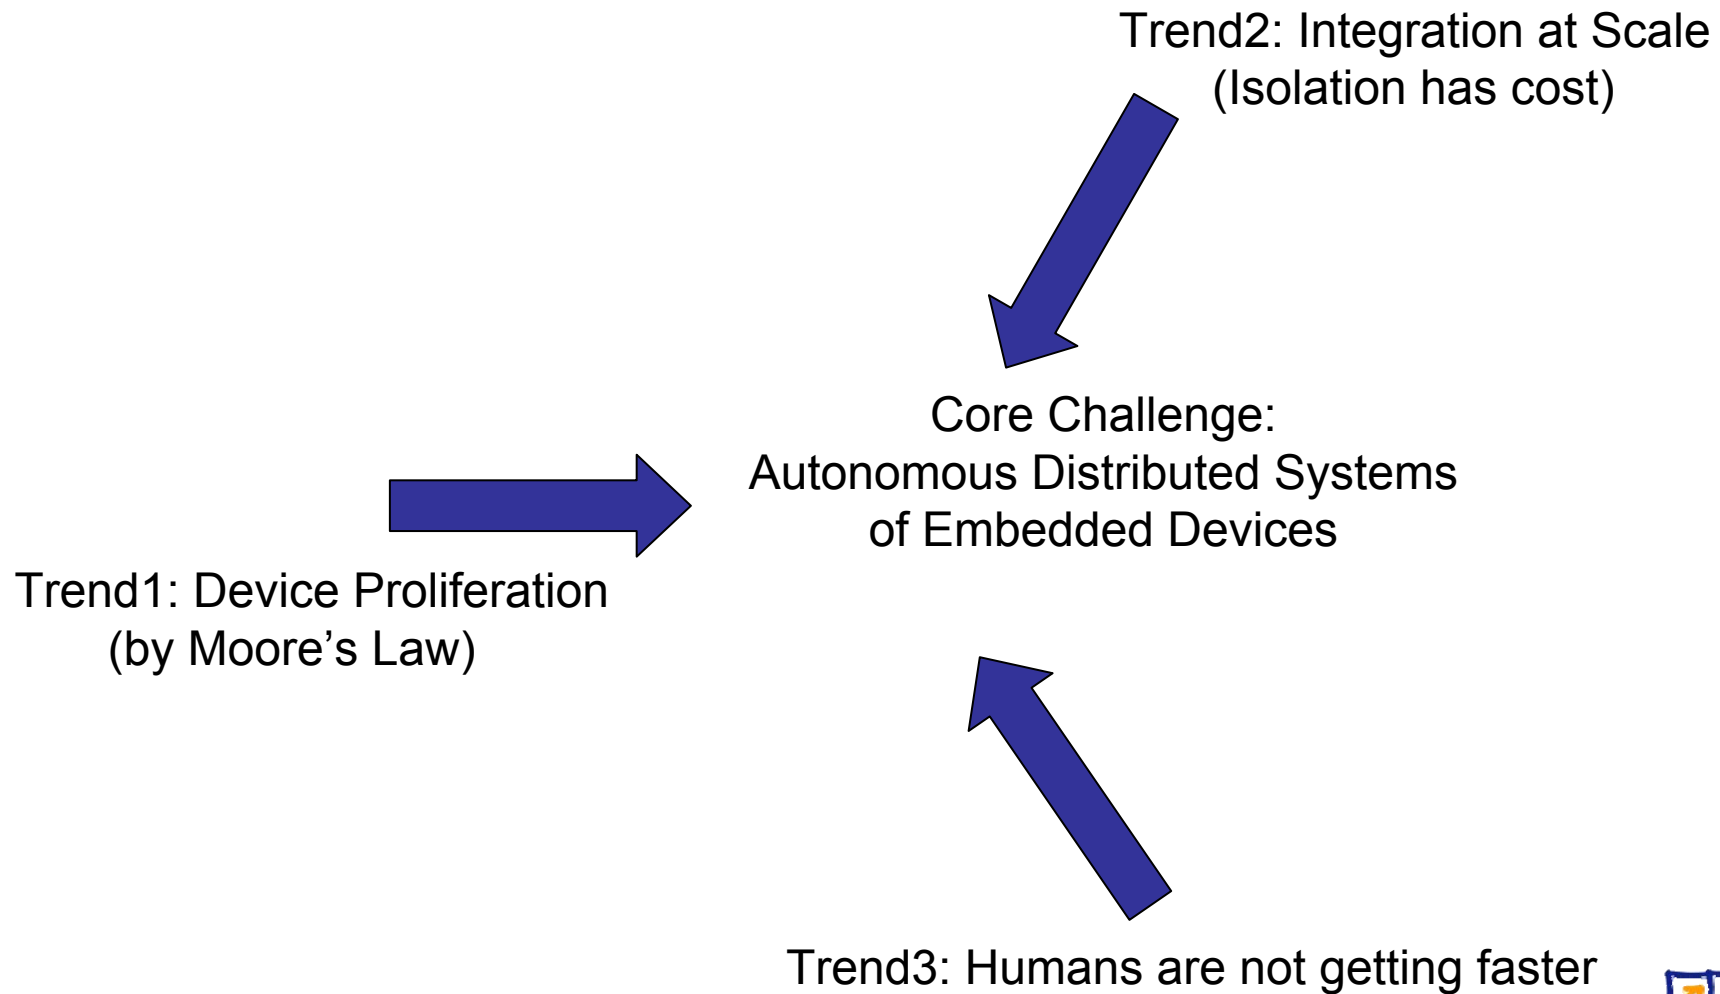 Trend2: Integration at Scale
(Isolation has cost)
Core Challenge:
Autonomous Distributed Systems
of Embedded Devices
Trend1: Device Proliferation
(by Moore’s Law)
Trend3: Humans are not getting faster